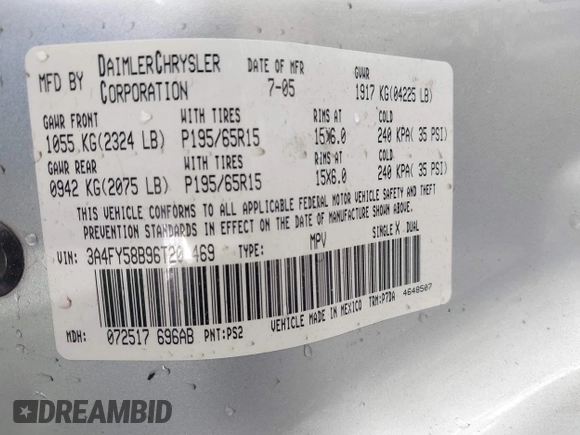 MFD BY DAIMLERCHRYSLER CORPORATION
DATE OF MFR 7-05
GVWR 1917 KG(04225 LB)
GAWR FRONT WITH TIRES RIMS AT COLD
1055 KG(2324 LB) P195/65R15 15X6.0 240 KPA( 35 PSI)
GAWR REAR WITH TIRES RIMS AT COLD
0942 KG(2075 LB) P195/65R15 15X6.0 240 KPA( 35 PSI)
THIS VEHICLE CONFORMS TO ALL APPLICABLE FEDERAL MOTOR VEHICLE SAFETY AND THEFT
PREVENTION STANDARDS IN EFFECT ON THE DATE OF MANUFACTURE SHOWN ABOVE.
VIN: 3A4FY58B96T20 469 TYPE: MPV SINGLE X DUAL
MDH: 072517 696AB PNT:PS2 VEHICLE MADE IN MEXICO TRM:P7DA 4648507
DREAMBID